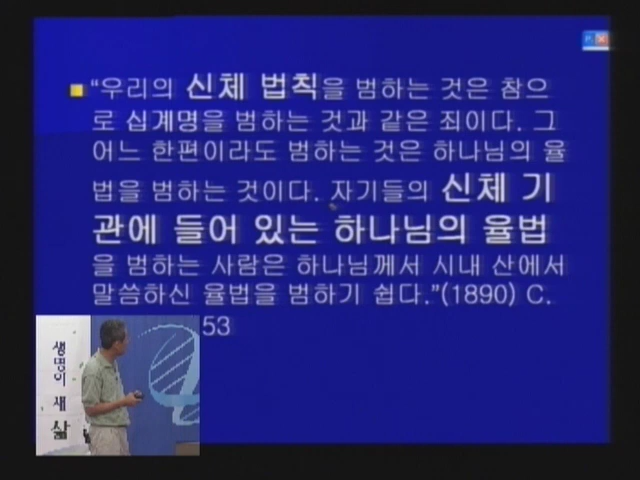 “우리의 신체 법칙을 범하는 것은 참으
로 십계명을 범하는 것과 같은 죄이다. 그
어느 한편이라도 범하는 것은 하나님의 율
법을 범하는 것이다. 자기들의 신체 기
관에 들어 있는 하나님의 율법
을 범하는 사람은 하나님께서 시내 산에서
말씀하신 율법을 범하기 쉽다.”(1890) C.
53
생명의 새 삶